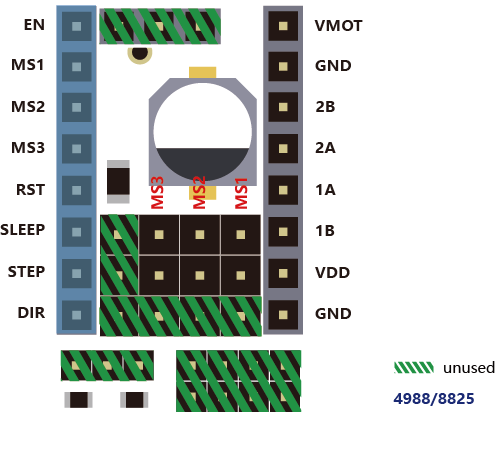 EN
VMOT
MS1
GND
MS2
2B
MS3
2A
RST
1A
MS3 MS2 MS1
SLEEP
1B
STEP
VDD
DIR
GND
unused
4988/8825